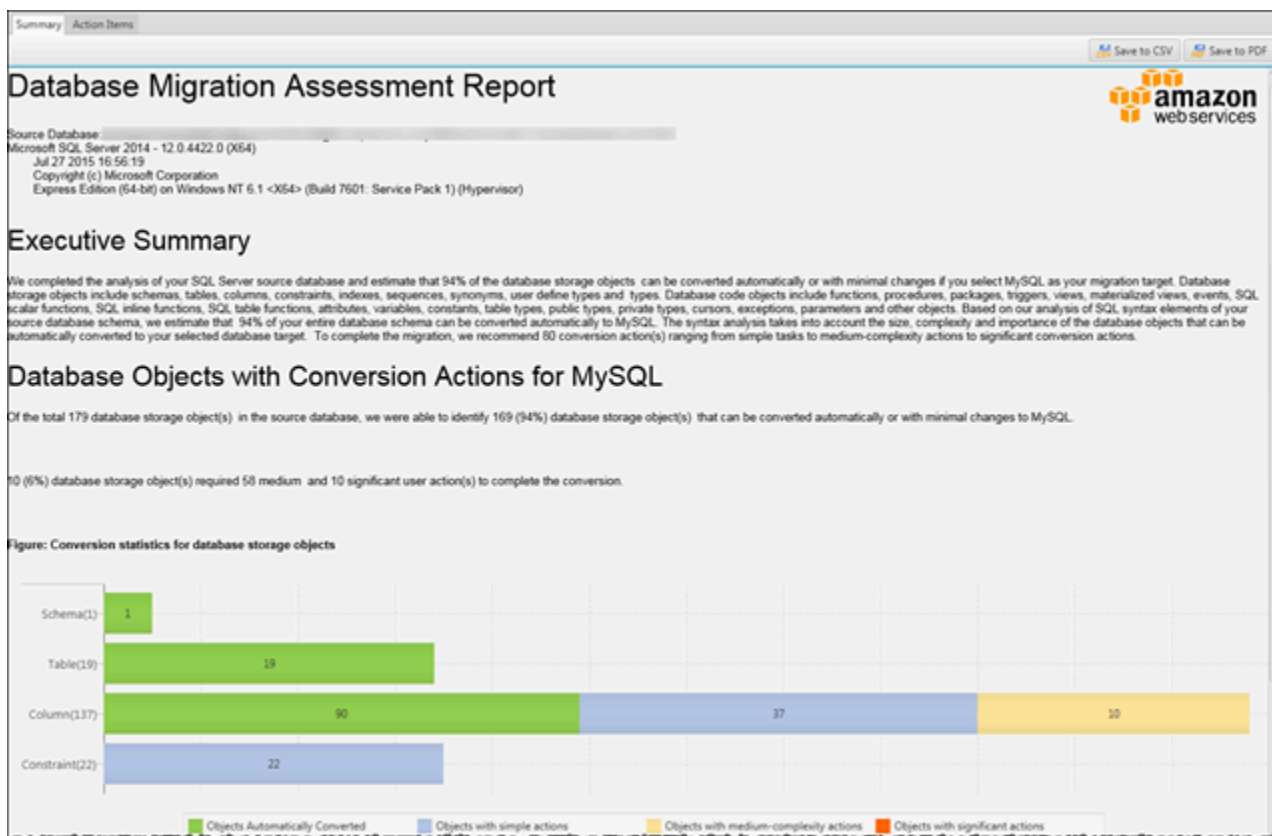 Summary Action Items
Save to CSV Save to PDF
Database Migration Assessment Report
amazon
webservices
Source Database:
Microsoft SQL Server 2014 - 12.0.4422.0 (X64)
Jul 27 2015 16:56:19
Copyright (c) Microsoft Corporation
Express Edition (64-bit) on Windows NT 6.1 <X64> (Build 7601: Service Pack 1) (Hypervisor)
Executive Summary
We completed the analysis of your SQL Server source database and estimate that 94% of the database storage objects can be converted automatically or with minimal changes if you select MySQL as your migration target. Database
storage objects include schemas, tables, columns, constraints, indexes, sequences, synonyms, user define types and types. Database code objects include functions, procedures, packages, triggers, views, materialized views, events, SQL
scalar functions, SQL inline functions, SQL table functions, attributes, variables, constants, table types, public types, private types, cursors, exceptions, parameters and other objects. Based on our analysis of SQL syntax elements of your
source database schema, we estimate that 94% of your entire database schema can be converted automatically to MySQL. The syntax analysis takes into account the size, complexity and importance of the database objects that can be
automatically converted to your selected database target. To complete the migration, we recommend 80 conversion action(s) ranging from simple tasks to medium-complexity actions to significant conversion actions.
Database Objects with Conversion Actions for MySQL
Of the total 179 database storage object(s) in the source database, we were able to identify 169 (94%) database storage object(s) that can be converted automatically or with minimal changes to MySQL.
10 (6%) database storage object(s) required 58 medium and 10 significant user action(s) to complete the conversion.
Figure: Conversion statistics for database storage objects
Schema(1) 1
Table(19) 19
Column(137) 90 37 10
Constraint(22) 22
Objects Automatically Converted Objects with simple actions Objects with medium-complexity actions Objects with significant actions